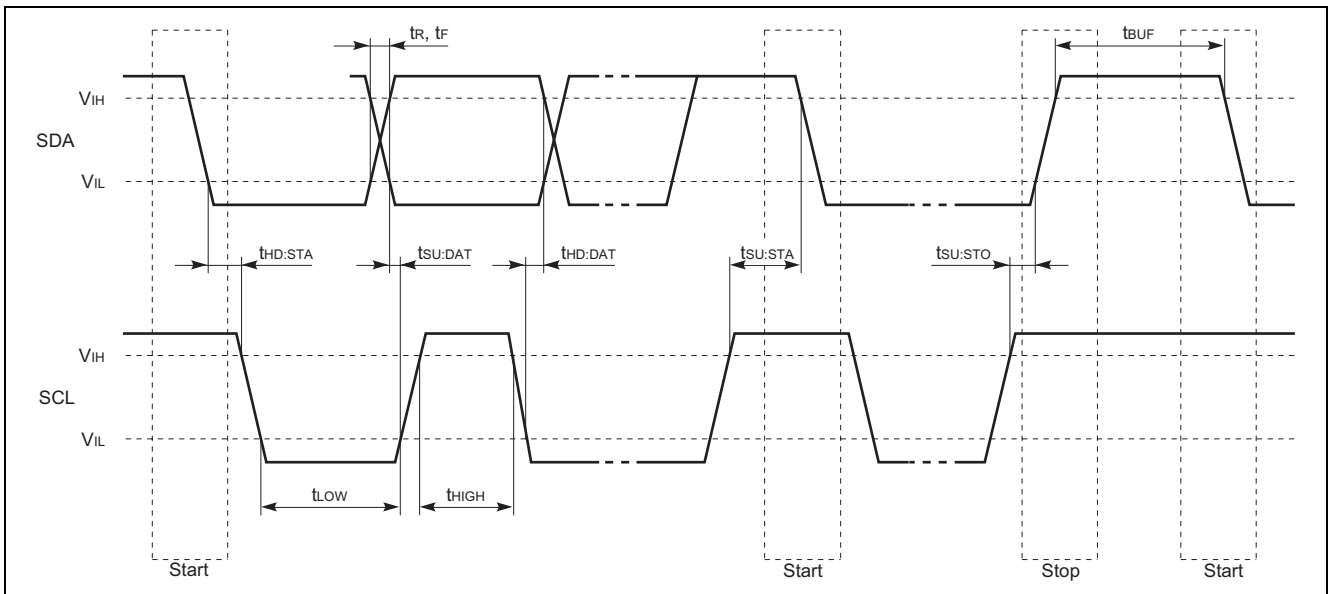 tR, tF
tBUF
VIH
SDA
VIL
tHD:STA
tSU:DAT
tHD:DAT
tSU:STA
tSU:STO
VIH
SCL
VIL
tLOW
tHIGH
Start
Start
Stop
Start